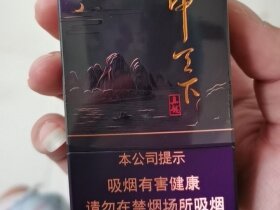 甲天下
本公司提示
吸烟有害健康
请勿在禁烟场所吸烟